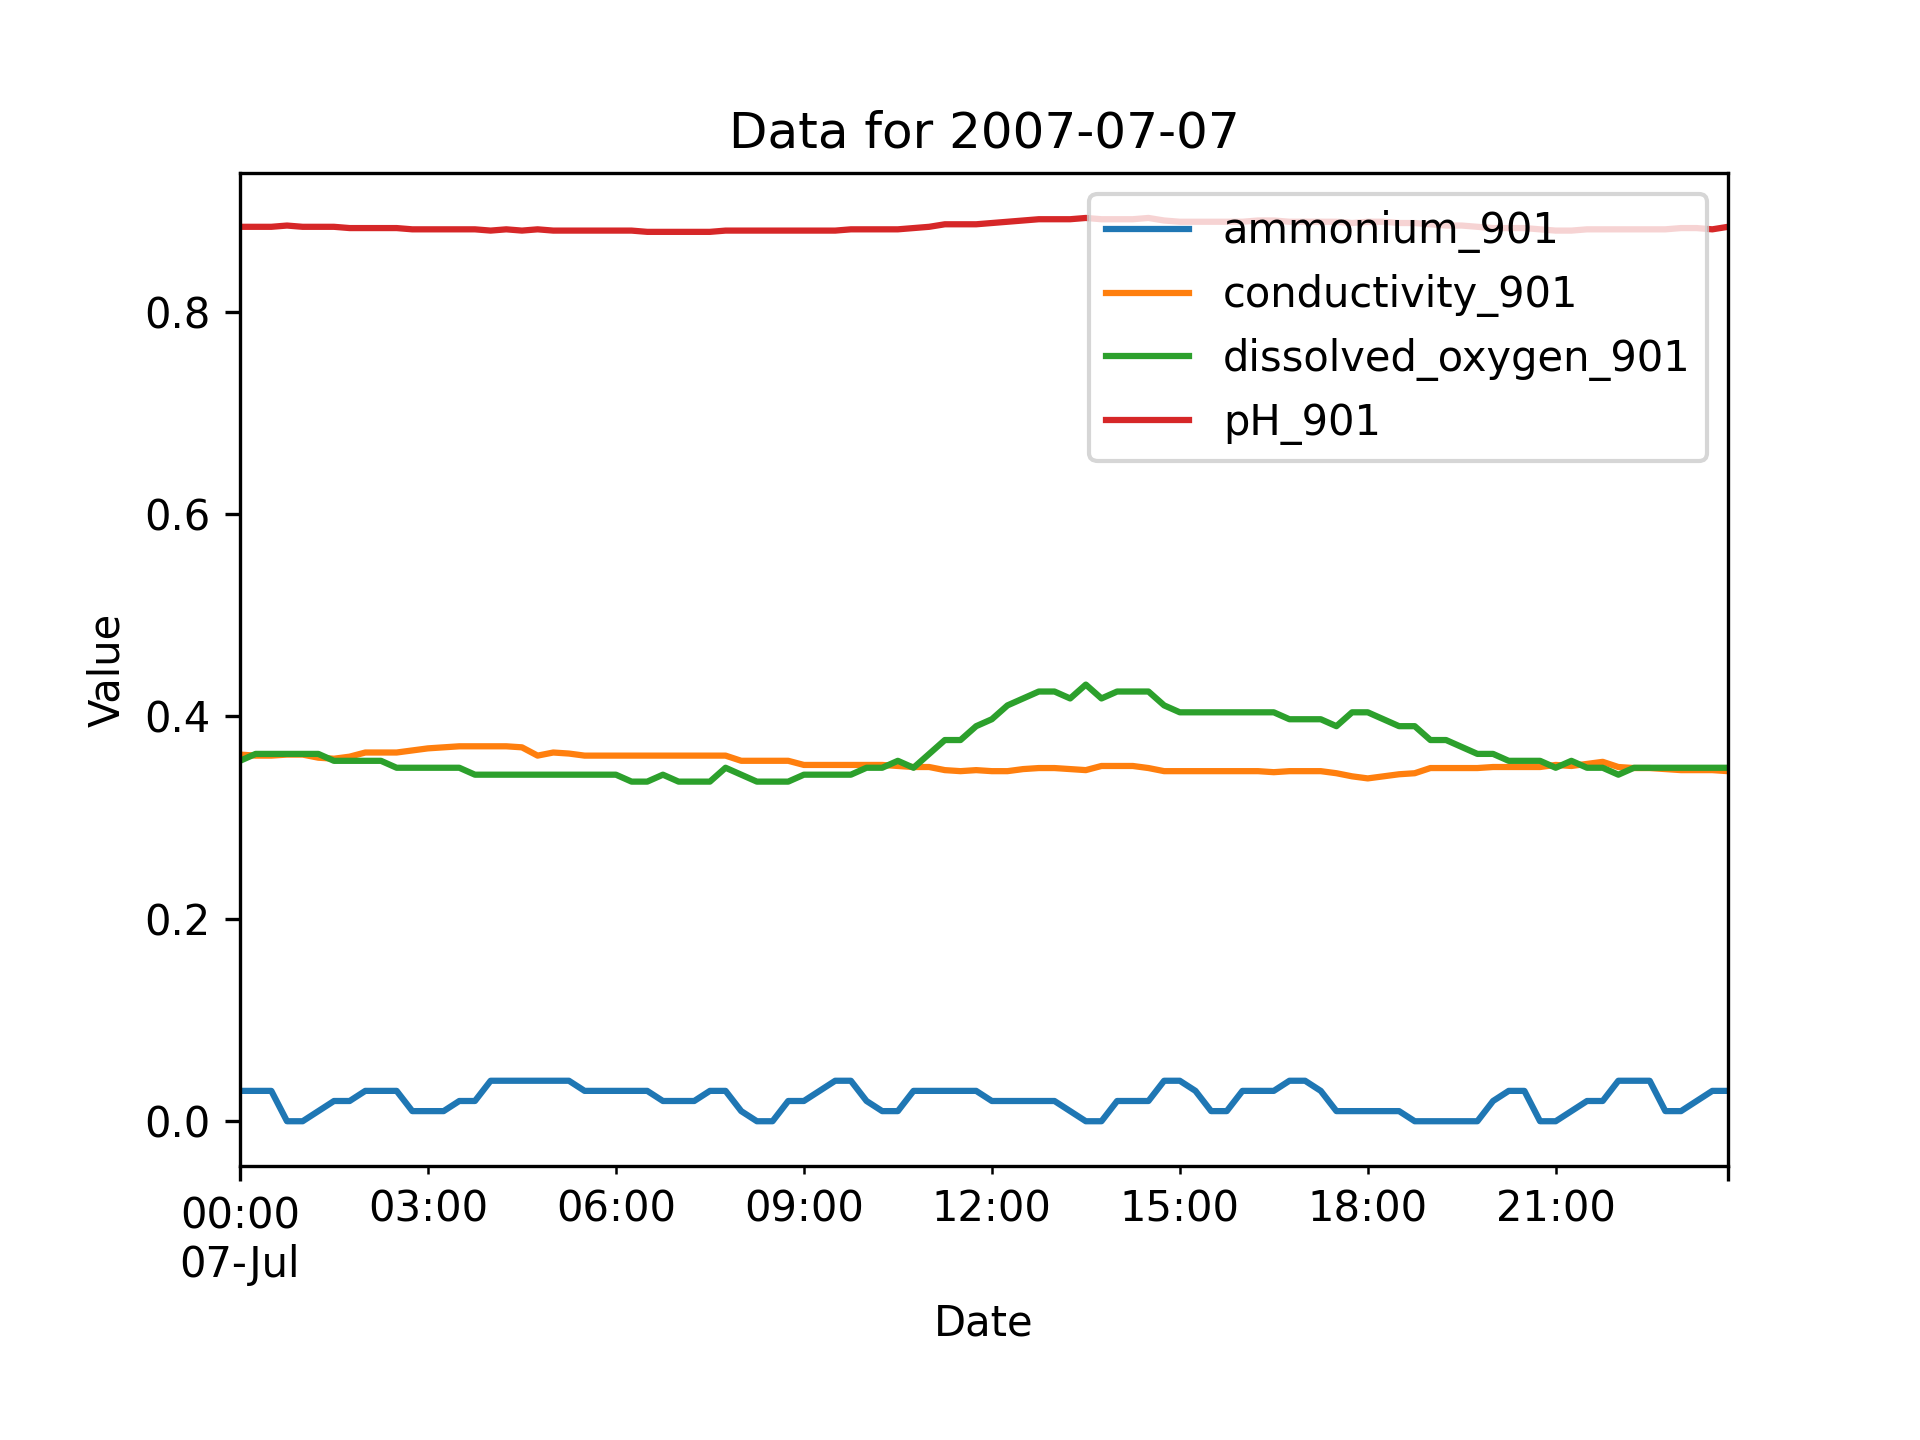 Data for 2007-07-07
ammonium_901
conductivity_901
dissolved_oxygen_901
pH_901
0.8
0.6
0.4
0.2
0.0
Value
00:00 03:00 06:00 09:00 12:00 15:00 18:00 21:00
07-Jul
Date